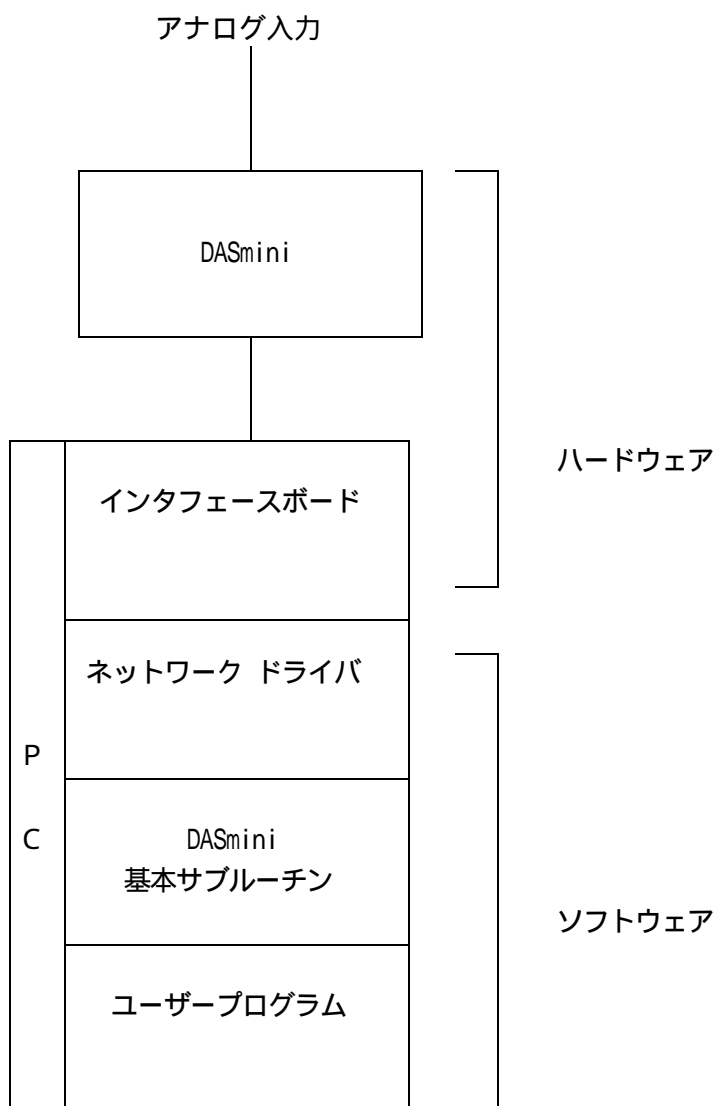 アナログ入力
DASmini
ハードウェア
インタフェースボード
ネットワーク ドライバ
P
C
DASmini
基本サブルーチン
ソフトウェア
ユーザープログラム